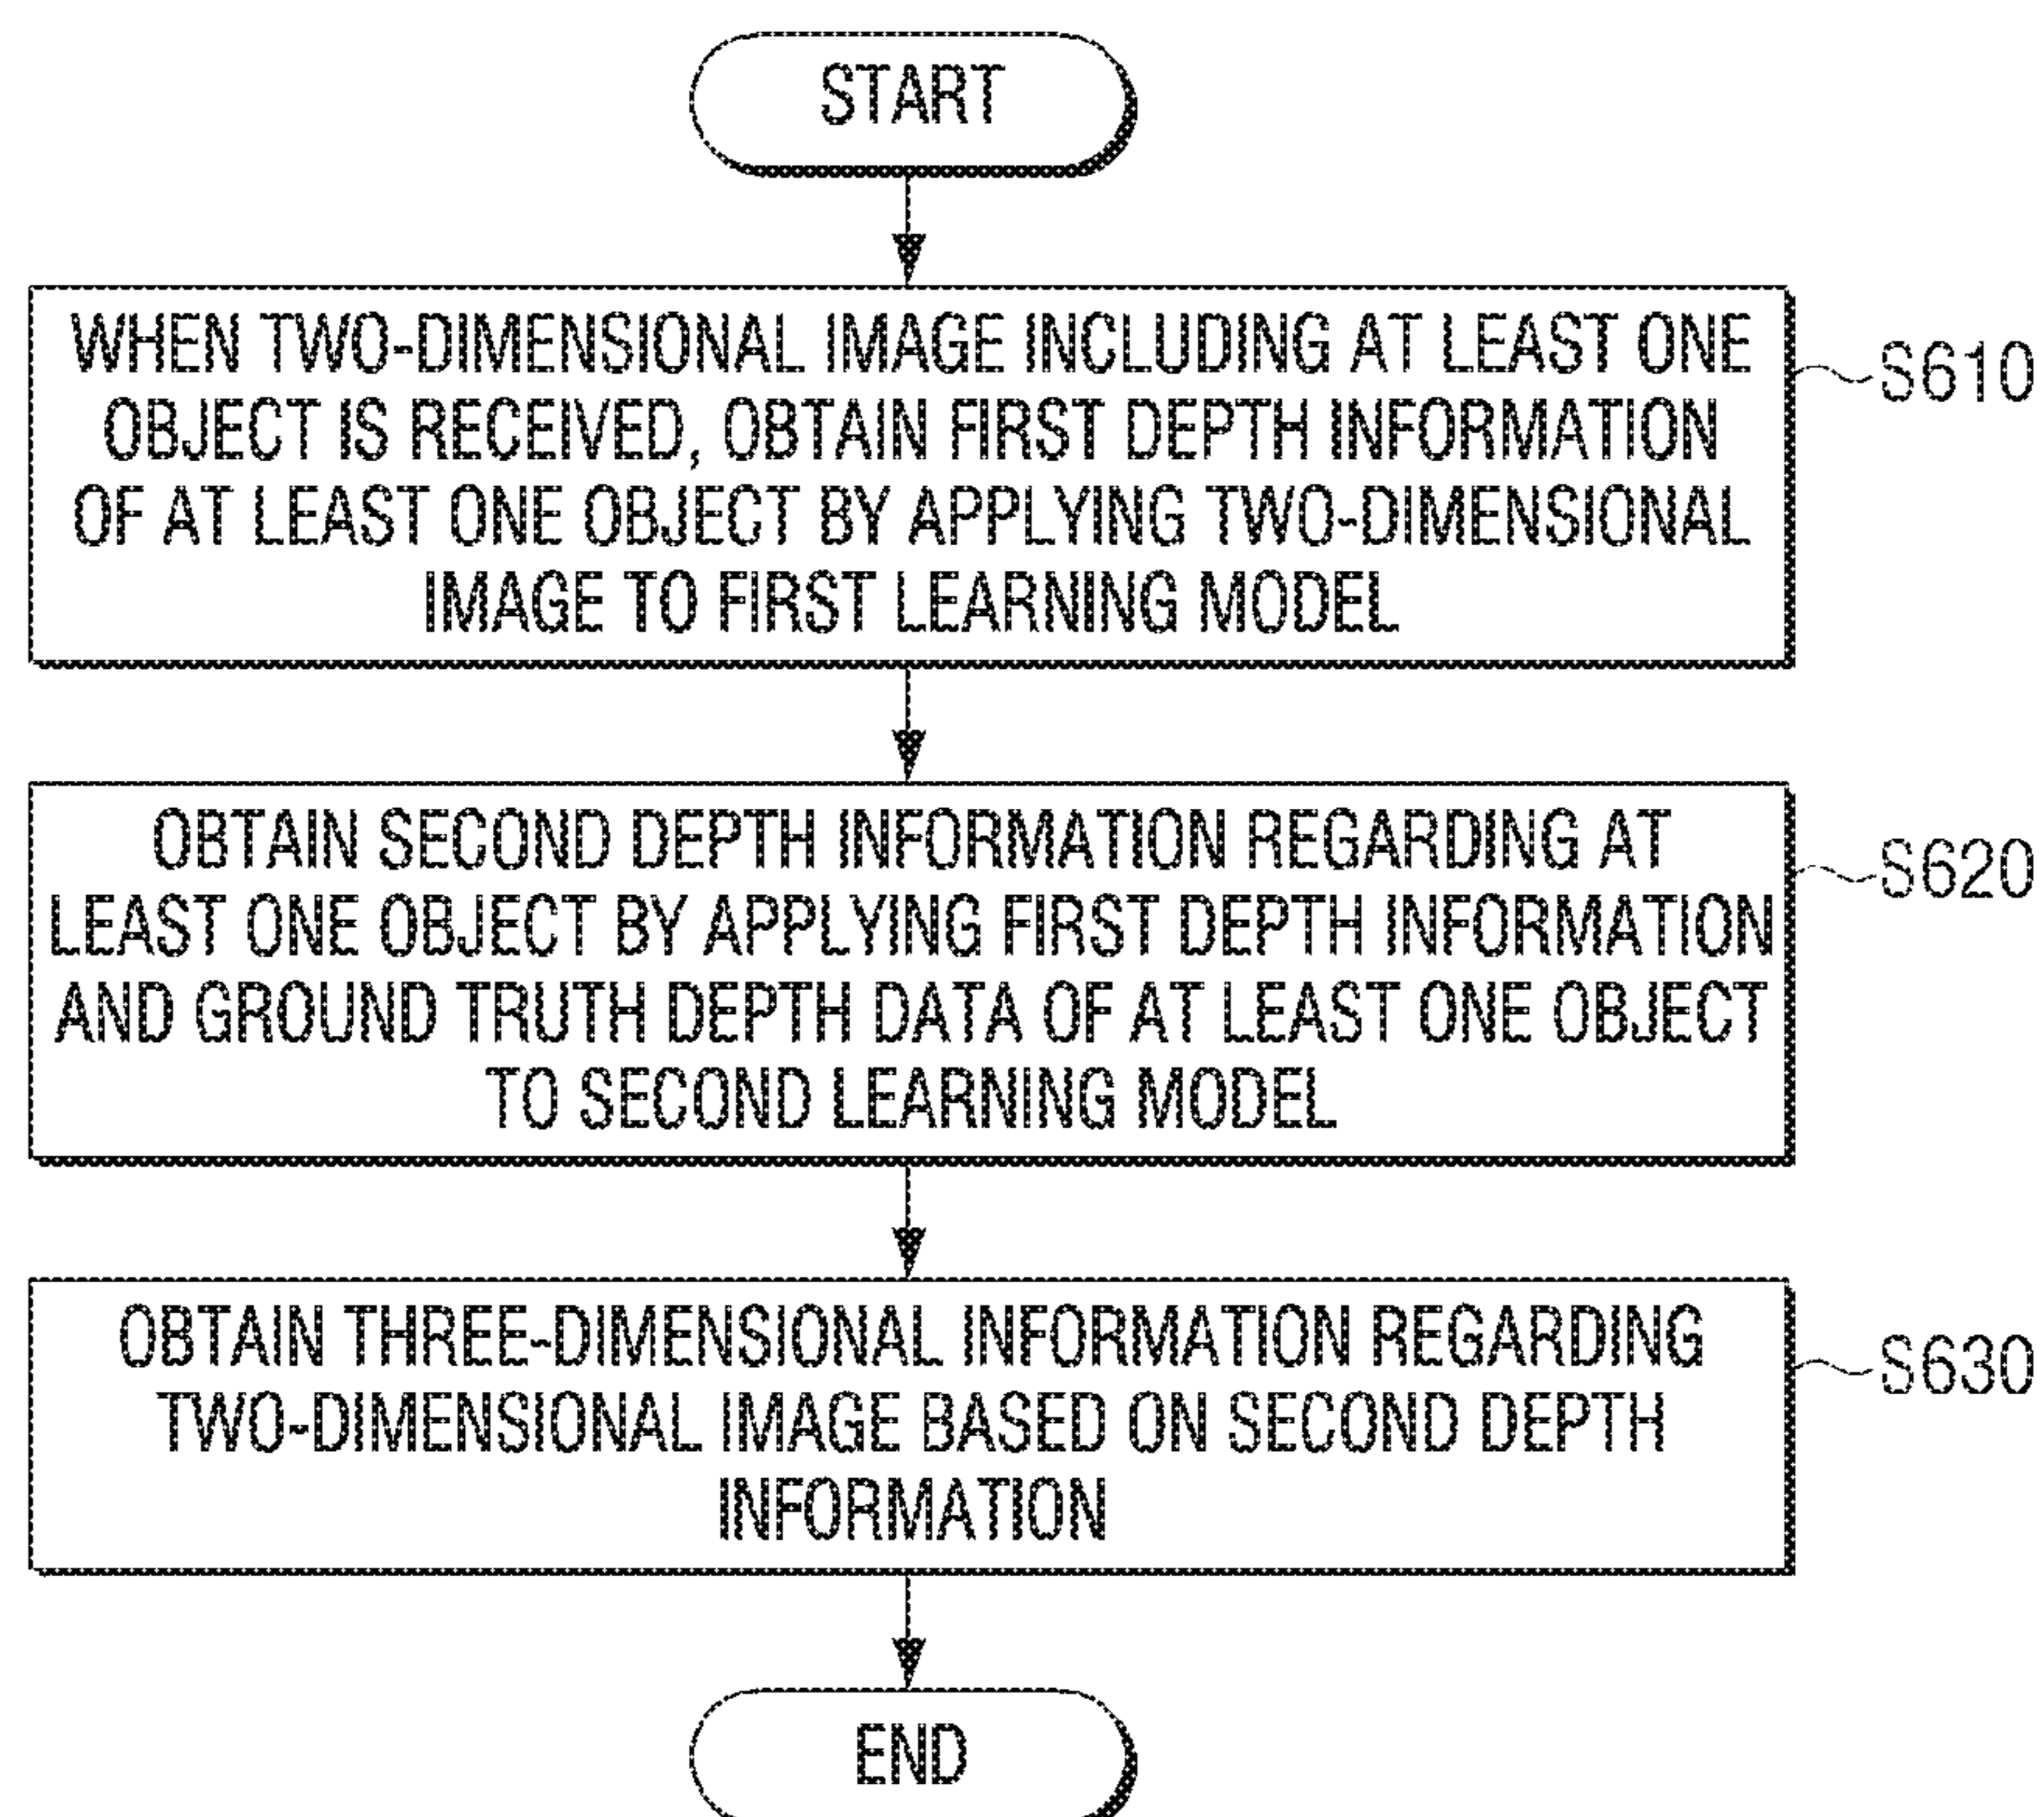 START
WHEN TWO-DIMENSIONAL IMAGE INCLUDING AT LEAST ONE
OBJECT IS RECEIVED, OBTAIN FIRST DEPTH INFORMATION
OF AT LEAST ONE OBJECT BY APPLYING TWO-DIMENSIONAL
IMAGE TO FIRST LEARNING MODEL
S610
OBTAIN SECOND DEPTH INFORMATION REGARDING AT
LEAST ONE OBJECT BY APPLYING FIRST DEPTH INFORMATION
AND GROUND TRUTH DEPTH DATA OF AT LEAST ONE OBJECT
TO SECOND LEARNING MODEL
S620
OBTAIN THREE-DIMENSIONAL INFORMATION REGARDING
TWO-DIMENSIONAL IMAGE BASED ON SECOND DEPTH
INFORMATION
S630
END